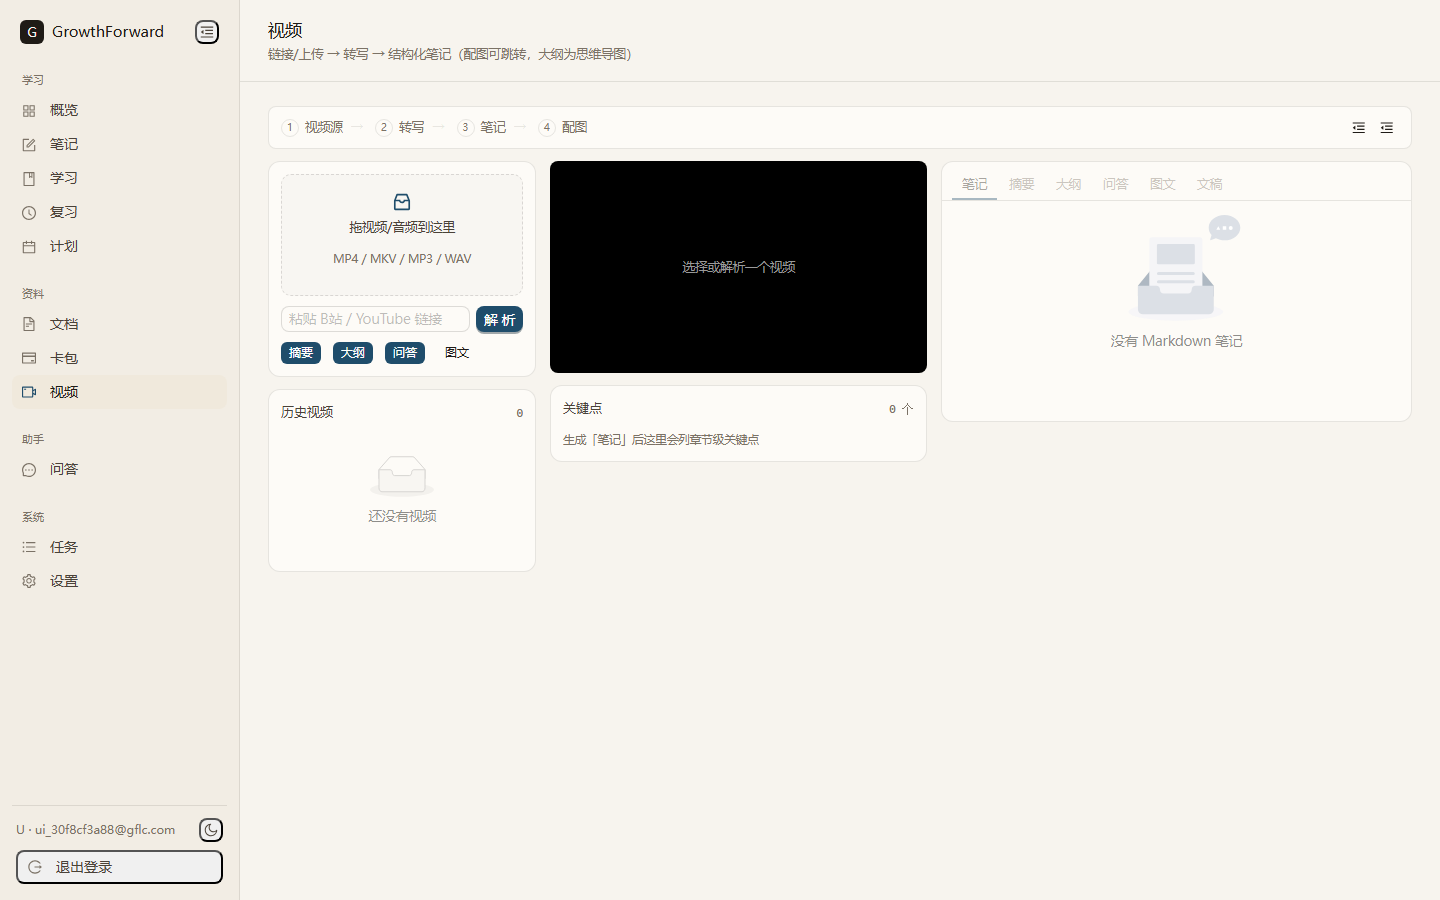 G GrowthForward
学习
概览
笔记
学习
复习
计划
资料
文档
卡包
视频
助手
问答
系统
任务
设置
U · ui_30f8cf3a88@gflc.com
退出登录
视频
链接/上传 → 转写 → 结构化笔记（配图可跳转，大纲为思维导图）
1 视频源 → 2 转写 → 3 笔记 → 4 配图
拖视频/音频到这里
MP4 / MKV / MP3 / WAV
粘贴 B站 / YouTube 链接 解 析
摘要 大纲 问答 图文
历史视频 0
还没有视频
选择或解析一个视频
关键点 0 个
生成「笔记」后这里会列章节级关键点
笔记 摘要 大纲 问答 图文 文稿
没有 Markdown 笔记